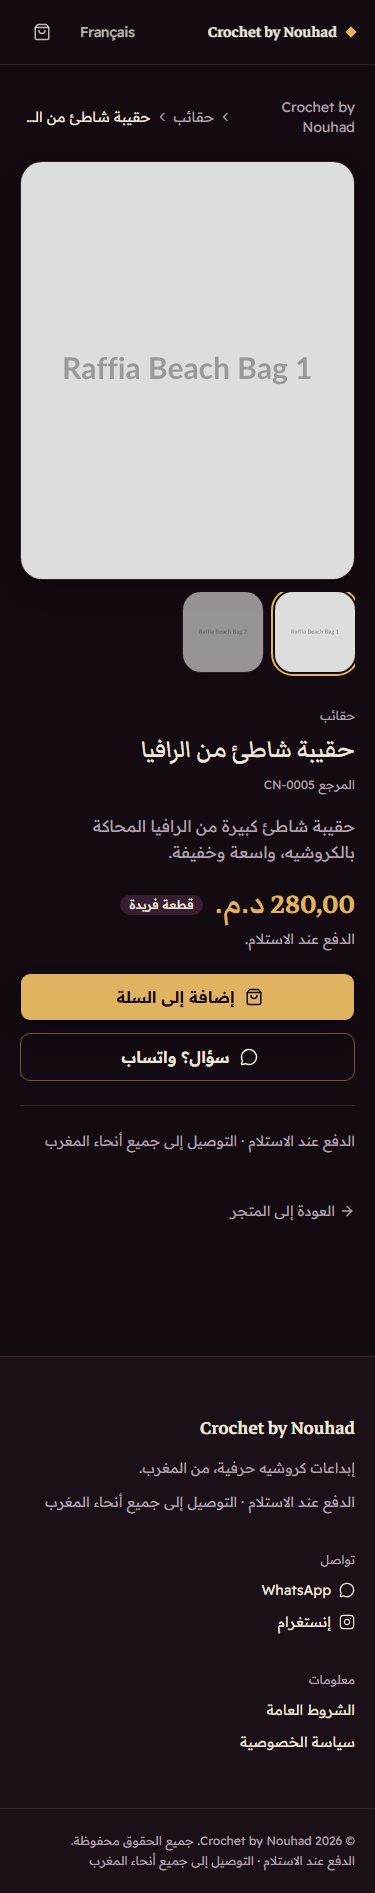 Crochet by Nouhad
Français
Crochet by
Nouhad
حقائب
حقيبة شاطئ من الـ...
Raffia Beach Bag 1
Raffia Beach Bag 1
Raffia Beach Bag 2
حقائب
حقيبة شاطئ من الرافيا
المرجع CN-0005
حقيبة شاطئ كبيرة من الرافيا المحاكة
بالكروشيه، واسعة وخفيفة.
280,00 د.م.
قطعة فريدة
الدفع عند الاستلام.
إضافة إلى السلة
سؤال؟ واتساب
الدفع عند الاستلام · التوصيل إلى جميع أنحاء المغرب
العودة إلى المتجر
Crochet by Nouhad
إبداعات كروشيه حرفية، من المغرب.
الدفع عند الاستلام · التوصيل إلى جميع أنحاء المغرب
تواصل
WhatsApp
إنستغرام
معلومات
الشروط العامة
سياسة الخصوصية
© 2026 Crochet by Nouhad. جميع الحقوق محفوظة.
الدفع عند الاستلام · التوصيل إلى جميع أنحاء المغرب